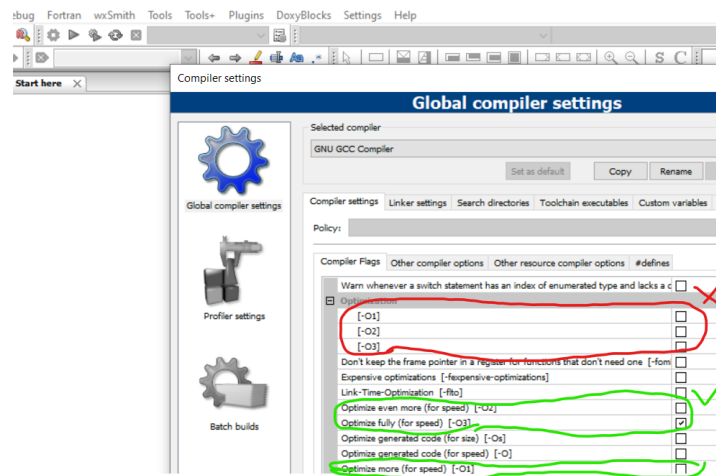 ebug Fortran wxSmith Tools Tools+ Plugins DoxyBlocks Settings Help
S C
Start here
Compiler settings
Global compiler settings
Selected compiler
GNU GCC Compiler
Set as default Copy Rename
Global compiler settings
Compiler settings Linker settings Search directories Toolchain executables Custom variables
Policy:
Compiler Flags Other compiler options Other resource compiler options #defines
Warn whenever a switch statement has an index of enumerated type and lacks a c
Optimization
[-O1]
[-O2]
[-O3]
Profiler settings
Don't keep the frame pointer in a register for functions that don't need one [-fomi
Expensive optimizations [-fexpensive-optimizations]
Link-Time-Optimization [-flto]
Optimize even more (for speed) [-O2]
Optimize fully (for speed) [-O3]
Batch builds
Optimize generated code (for size) [-Os]
Optimize generated code (for speed) [-O]
Optimize more (for speed) [-O1]